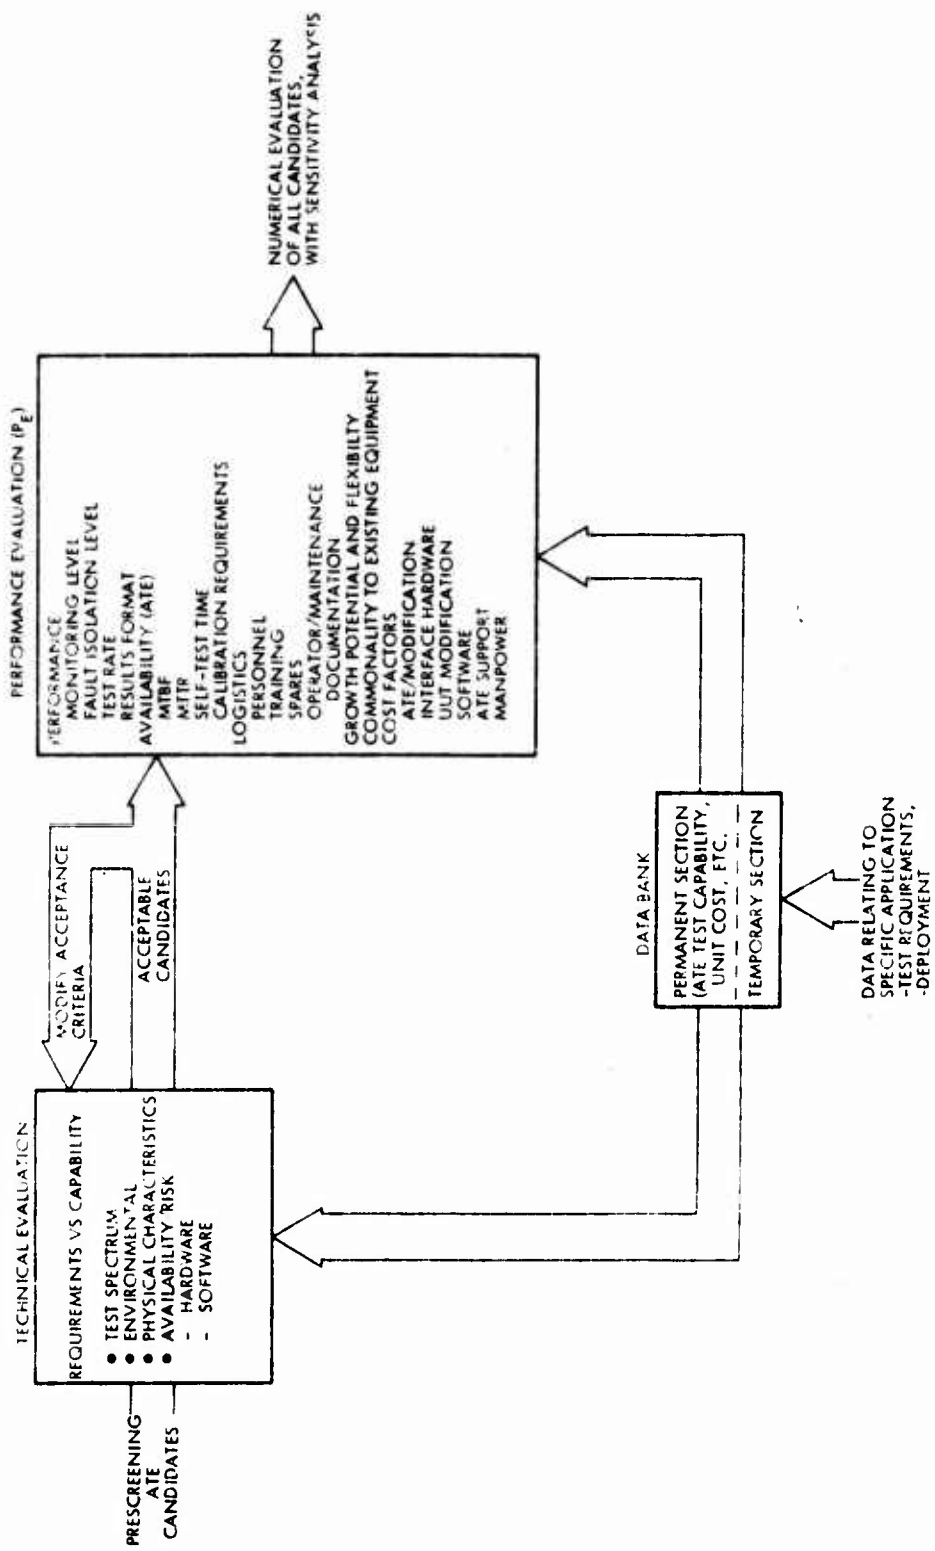 PRESCREENING
ATE
CANDIDATES
TECHNICAL EVALUATION
REQUIREMENTS VS CAPABILITY
● TEST SPECTRUM
● ENVIRONMENTAL
● PHYSICAL CHARACTERISTICS
● AVAILABILITY RISK
- HARDWARE
- SOFTWARE
MODIFY ACCEPTANCE
CRITERIA
ACCEPTABLE
CANDIDATES
PERFORMANCE EVALUATION (PE)
PERFORMANCE
MONITORING LEVEL
FAULT ISOLATION LEVEL
TEST RATE
RESULTS FORMAT
AVAILABILITY (ATE)
MTBF
MTTR
SELF-TEST TIME
CALIBRATION REQUIREMENTS
LOGISTICS
PERSONNEL
TRAINING
SPARES
OPERATOR/MAINTENANCE
DOCUMENTATION
GROWTH POTENTIAL AND FLEXIBILTY
COMMONALITY TO EXISTING EQUIPMENT
COST FACTORS
ATE/MODIFICATION
INTERFACE HARDWARE
UUT MODIFICATION
SOFTWARE
ATE SUPPORT
MANPOWER
NUMERICAL EVALUATION
OF ALL CANDIDATES,
WITH SENSITIVITY ANALYSIS
DATA BANK
PERMANENT SECTION
(ATE TEST CAPABILITY,
UNIT COST, ETC.
TEMPORARY SECTION
DATA RELATING TO
SPECIFIC APPLICATION
-TEST REQUIREMENTS,
-DEPLOYMENT